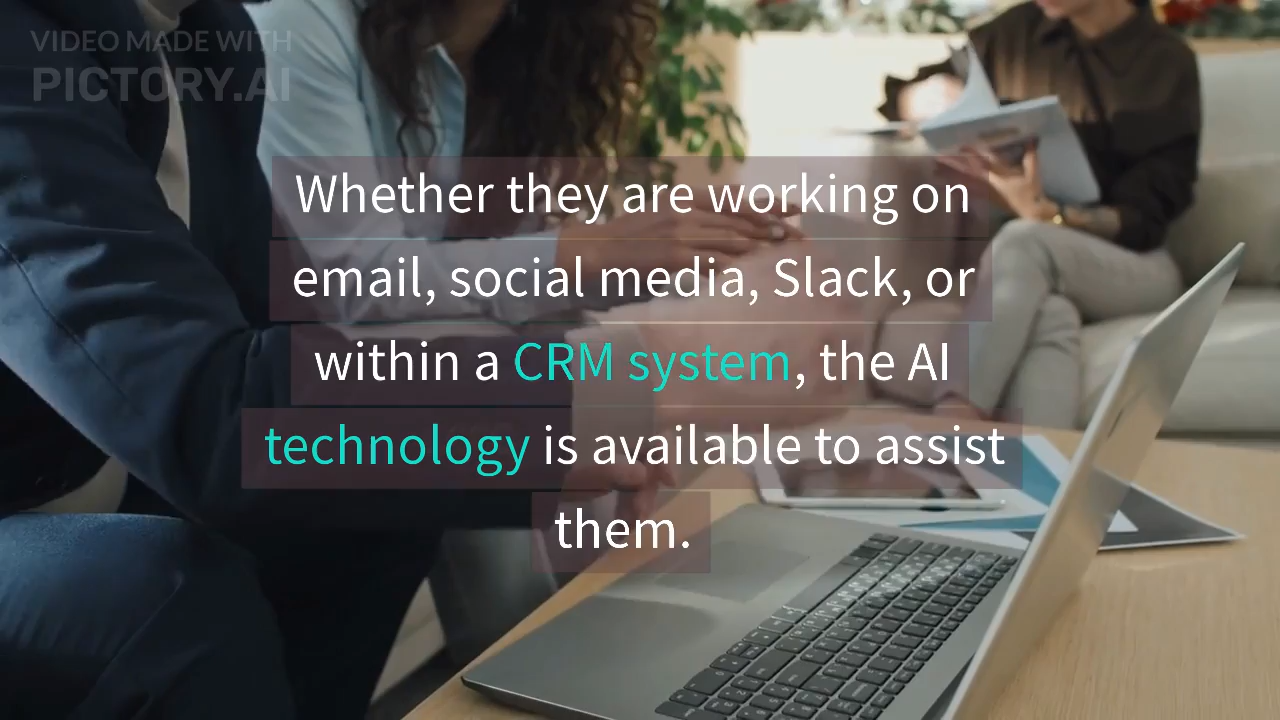 VIDEO MADE WITH
PICTORY.AI
Whether they are working on
email, social media, Slack, or
within a CRM system, the AI
technology is available to assist
them.